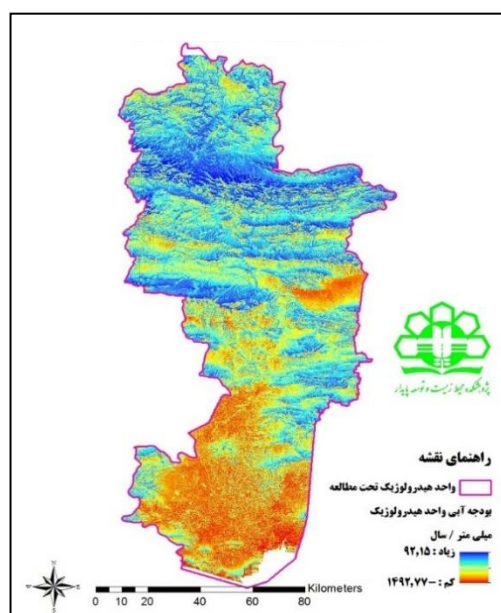 پژوهشکده محیط زیست و توسعه پایدار
راهنمای نقشه
واحد هیدرولوژیک تحت مطالعه
بودجه آبی واحد هیدرولوژیک
میلی متر / سال
زیاد : ۹۲,۱۵
کم : -۱۴۹۲,۷۷
N
W E
S
Kilometers
0 10 20 40 60 80